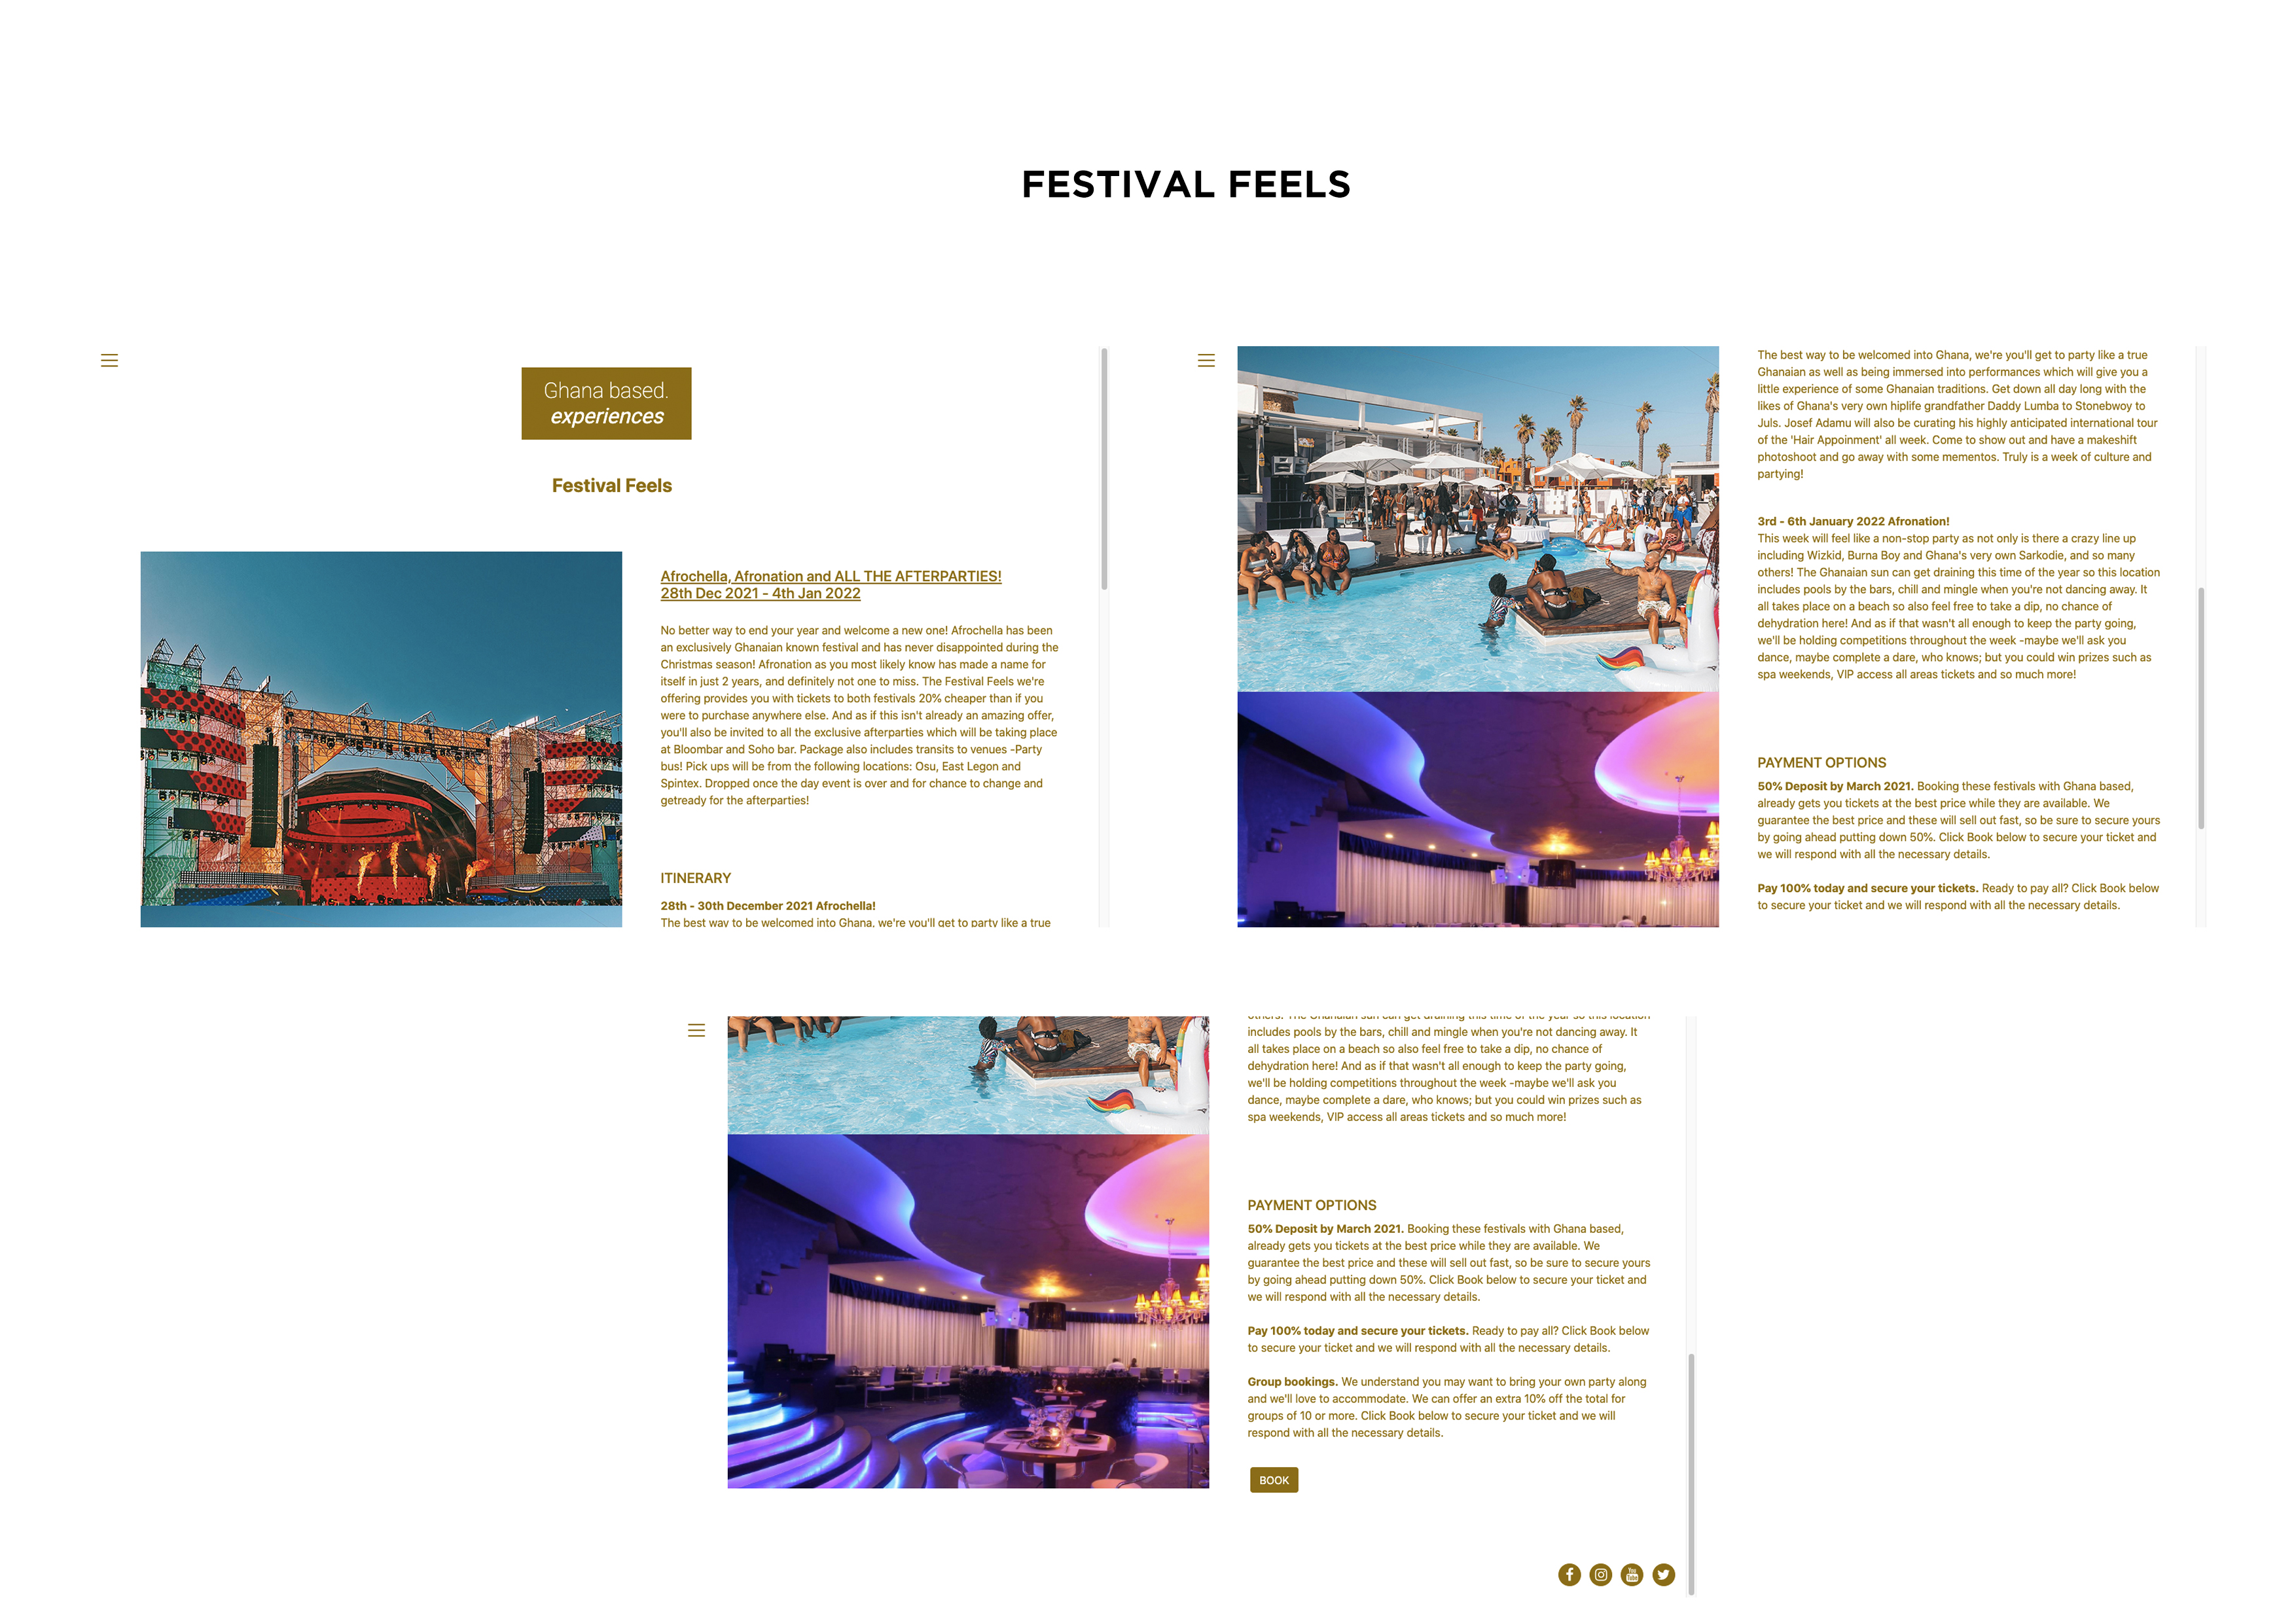 FESTIVAL FEELS
Ghana based.
experiences
Festival Feels
Afrochella, Afronation and ALL THE AFTERPARTIES!
28th Dec 2021 - 4th Jan 2022
No better way to end your year and welcome a new one! Afrochella has been
an exclusively Ghanaian known festival and has never disappointed during the
Christmas season! Afronation as you most likely know has made a name for
itself in just 2 years, and definitely not one to miss. The Festival Feels we're
offering provides you with tickets to both festivals 20% cheaper than if you
were to purchase anywhere else. And as if this isn't already an amazing offer,
you'll also be invited to all the exclusive afterparties which will be taking place
at Bloombar and Soho bar. Package also includes transits to venues -Party
bus! Pick ups will be from the following locations: Osu, East Legon and
Spintex. Dropped once the day event is over and for chance to change and
getready for the afterparties!
ITINERARY
28th - 30th December 2021 Afrochella!
The best way to be welcomed into Ghana, we're you'll get to party like a true
The best way to be welcomed into Ghana, we're you'll get to party like a true
Ghanaian as well as being immersed into performances which will give you a
little experience of some Ghanaian traditions. Get down all day long with the
likes of Ghana's very own hiplife grandfather Daddy Lumba to Stonebwoy to
Juls. Josef Adamu will also be curating his highly anticipated international tour
of the 'Hair Appoinment' all week. Come to show out and have a makeshift
photoshoot and go away with some mementos. Truly is a week of culture and
partying!
3rd - 6th January 2022 Afronation!
This week will feel like a non-stop party as not only is there a crazy line up
including Wizkid, Burna Boy and Ghana's very own Sarkodie, and so many
others! The Ghanaian sun can get draining this time of the year so this location
includes pools by the bars, chill and mingle when you're not dancing away. It
all takes place on a beach so also feel free to take a dip, no chance of
dehydration here! And as if that wasn't all enough to keep the party going,
we'll be holding competitions throughout the week -maybe we'll ask you
dance, maybe complete a dare, who knows; but you could win prizes such as
spa weekends, VIP access all areas tickets and so much more!
PAYMENT OPTIONS
50% Deposit by March 2021. Booking these festivals with Ghana based,
already gets you tickets at the best price while they are available. We
guarantee the best price and these will sell out fast, so be sure to secure yours
by going ahead putting down 50%. Click Book below to secure your ticket and
we will respond with all the necessary details.
Pay 100% today and secure your tickets. Ready to pay all? Click Book below
to secure your ticket and we will respond with all the necessary details.
others! The Ghanaian sun can get draining this time of the year so this location
includes pools by the bars, chill and mingle when you're not dancing away. It
all takes place on a beach so also feel free to take a dip, no chance of
dehydration here! And as if that wasn't all enough to keep the party going,
we'll be holding competitions throughout the week -maybe we'll ask you
dance, maybe complete a dare, who knows; but you could win prizes such as
spa weekends, VIP access all areas tickets and so much more!
PAYMENT OPTIONS
50% Deposit by March 2021. Booking these festivals with Ghana based,
already gets you tickets at the best price while they are available. We
guarantee the best price and these will sell out fast, so be sure to secure yours
by going ahead putting down 50%. Click Book below to secure your ticket and
we will respond with all the necessary details.
Pay 100% today and secure your tickets. Ready to pay all? Click Book below
to secure your ticket and we will respond with all the necessary details.
Group bookings. We understand you may want to bring your own party along
and we'll love to accommodate. We can offer an extra 10% off the total for
groups of 10 or more. Click Book below to secure your ticket and we will
respond with all the necessary details.
BOOK
You
Tube